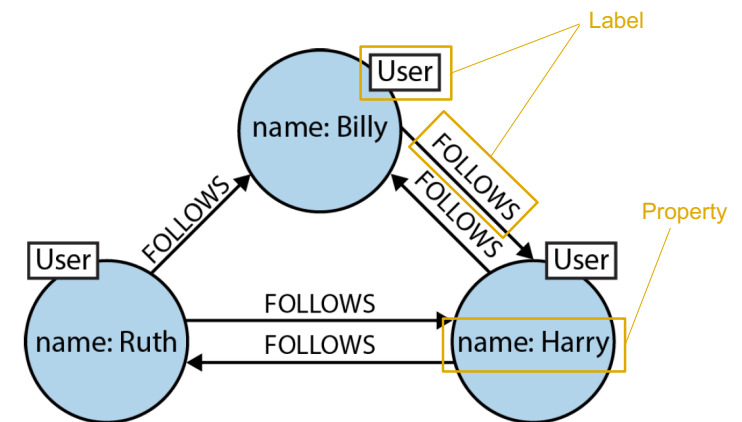 Label
User
name: Billy
FOLLOWS
FOLLOWS
FOLLOWS
Property
User
User
FOLLOWS
name: Ruth
FOLLOWS
name: Harry